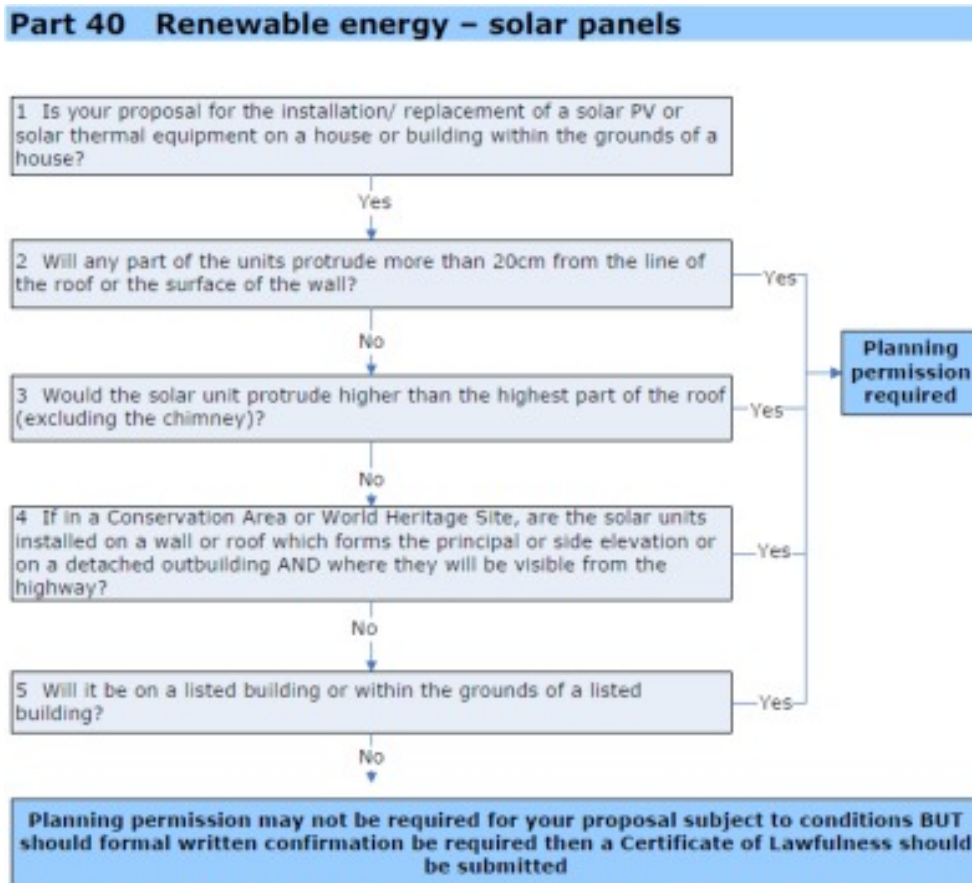 Part 40   Renewable energy – solar panels
1  Is your proposal for the installation/ replacement of a solar PV or
solar thermal equipment on a house or building within the grounds of a
house?
Yes
2  Will any part of the units protrude more than 20cm from the line of
the roof or the surface of the wall?
Yes
No
Planning
permission
required
3  Would the solar unit protrude higher than the highest part of the roof
(excluding the chimney)?
Yes
No
4  If in a Conservation Area or World Heritage Site, are the solar units
installed on a wall or roof which forms the principal or side elevation or
on a detached outbuilding AND where they will be visible from the
highway?
Yes
No
5  Will it be on a listed building or within the grounds of a listed
building?
Yes
No
Planning permission may not be required for your proposal subject to conditions BUT
should formal written confirmation be required then a Certificate of Lawfulness should
be submitted